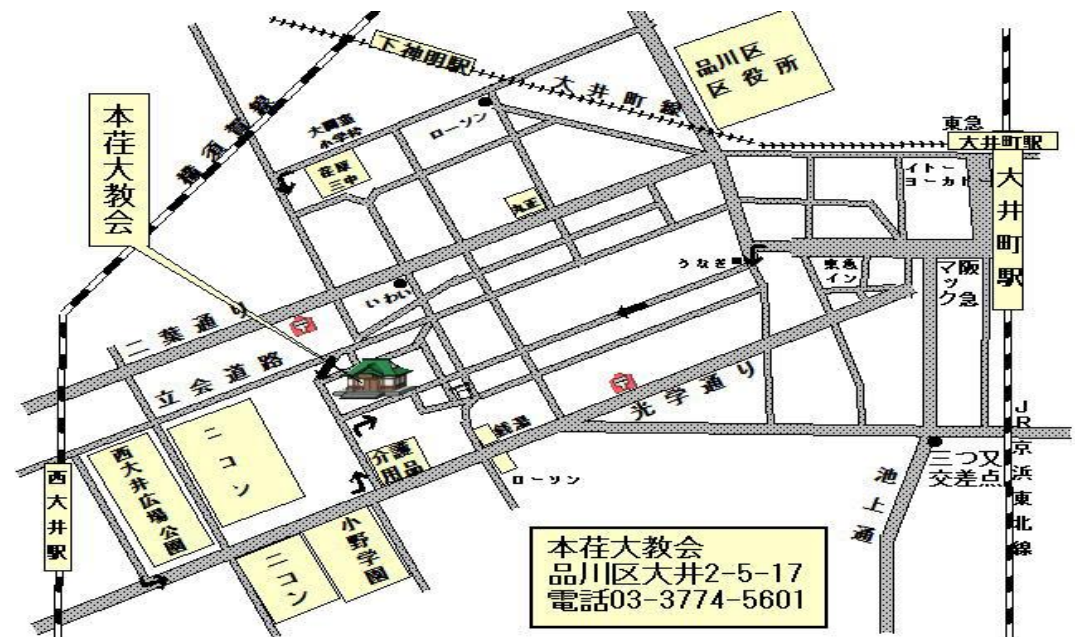 下神明駅
大井町線
品川区
区役所
本荘大教会
横須賀線
大間窪
小学校
荏原
三中
ローソン
丸正
東急
大井町駅
イトー
ヨーカドー
大井町駅
うなぎ
東急
イン
阪急
マック
いわい
二葉通り
立会道路
光学通り
銭湯
介護
用品
ローソン
ニコン
西大井広場公園
西大井駅
ニコン
小野学園
三つ又
交差点
池上通
JR京浜東北線
本荘大教会
品川区大井2-5-17
電話03-3774-5601